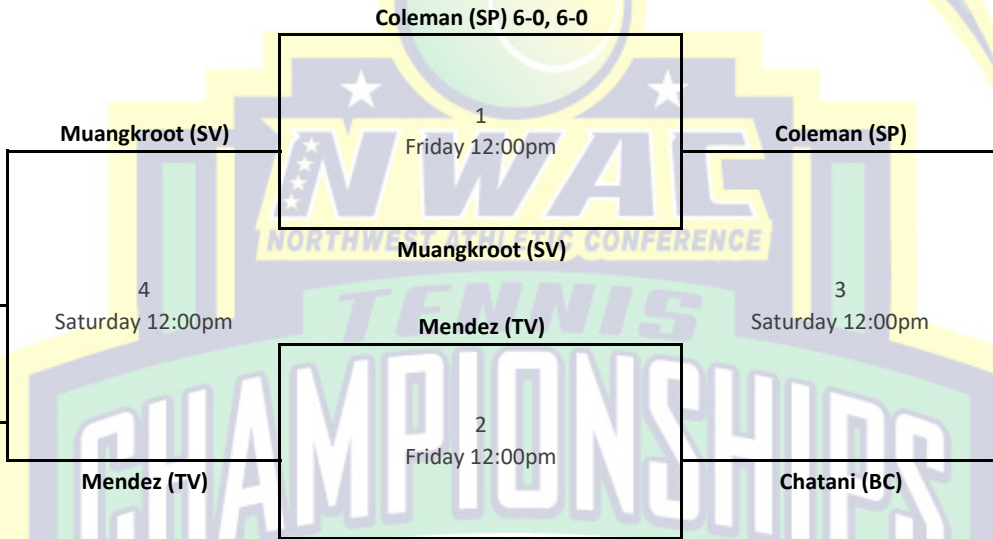 Coleman (SP) 6-0, 6-0
1
Muangkroot (SV)
Friday 12:00pm
Coleman (SP)
NWAC
NORTHWEST ATHLETIC CONFERENCE
Muangkroot (SV)
4
3
Saturday 12:00pm
TENNIS
Saturday 12:00pm
Mendez (TV)
CHAMPIONSHIPS
2
Friday 12:00pm
Mendez (TV)
Chatani (BC)